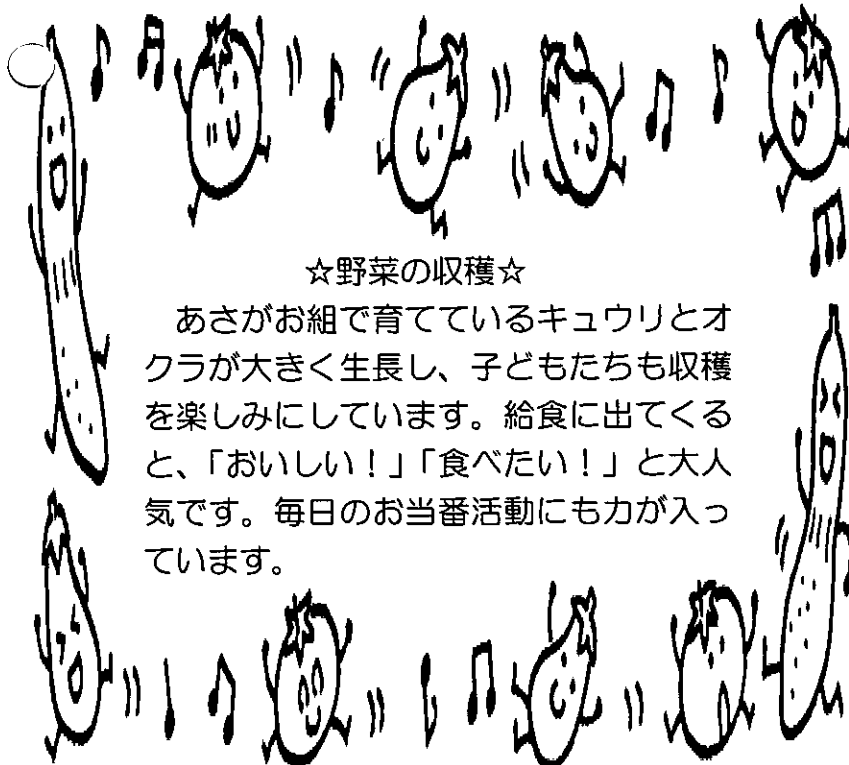 ☆野菜の収穫☆
あさがお組で育てているキュウリとオ
クラが大きく生長し、子どもたちも収穫
を楽しみにしています。給食に出てくる
と、「おいしい！」「食べたい！」と大人
気です。毎日のお当番活動にも力が入っ
ています。